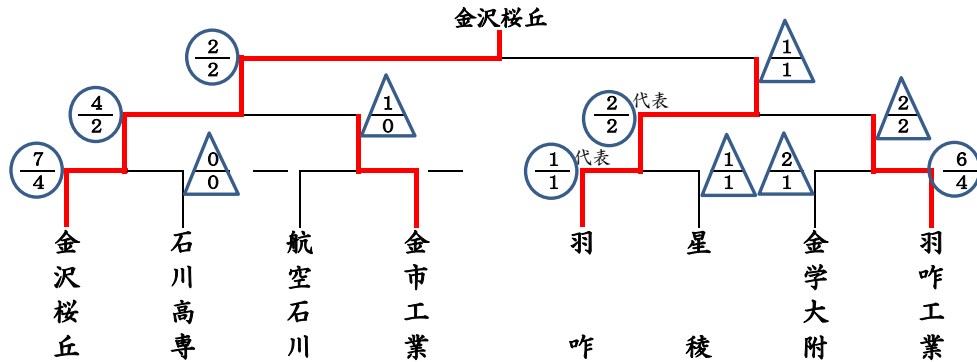 金沢桜丘
2/2
1/1
4/2
1/0
2/2 代表
2/2
7/4
0/0
—
—
1/1 代表
1/1
2/1
6/4
金沢桜丘
石川高専
航空石川
金市工業
羽咋
星稜
金学大附
羽咋工業